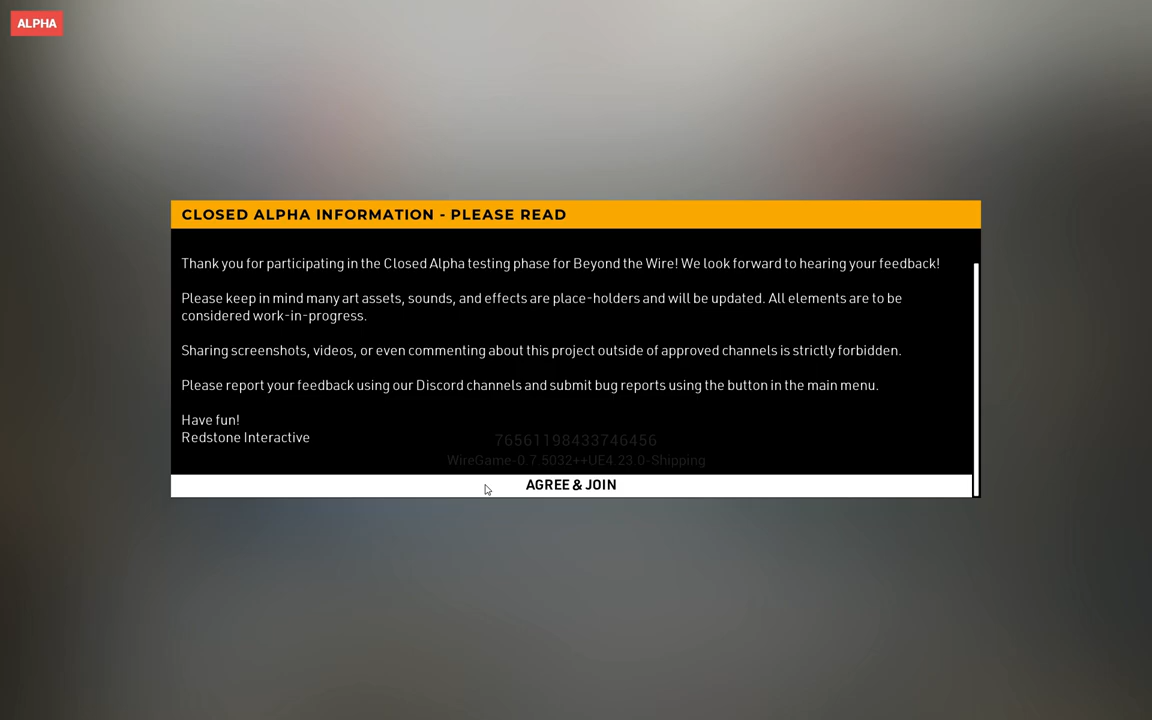 ALPHA
CLOSED ALPHA INFORMATION - PLEASE READ
Thank you for participating in the Closed Alpha testing phase for Beyond the Wire! We look forward to hearing your feedback!
Please keep in mind many art assets, sounds, and effects are place-holders and will be updated. All elements are to be
considered work-in-progress.
Sharing screenshots, videos, or even commenting about this project outside of approved channels is strictly forbidden.
Please report your feedback using our Discord channels and submit bug reports using the button in the main menu.
Have fun!
Redstone Interactive
76561198433746456
WireGame-0.7.5032++UE4.23.0-Shipping
AGREE & JOIN